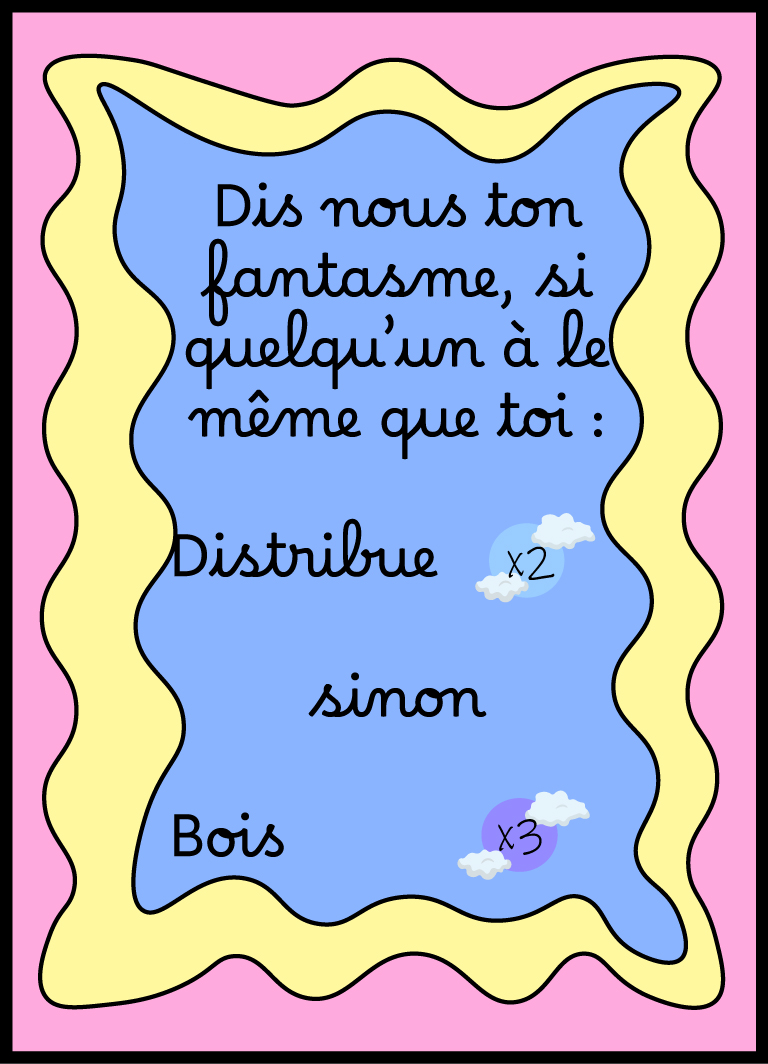 Dis nous ton
fantasme, si
quelqu'un à le
même que toi :
Distribue x2
sinon
Bois x3